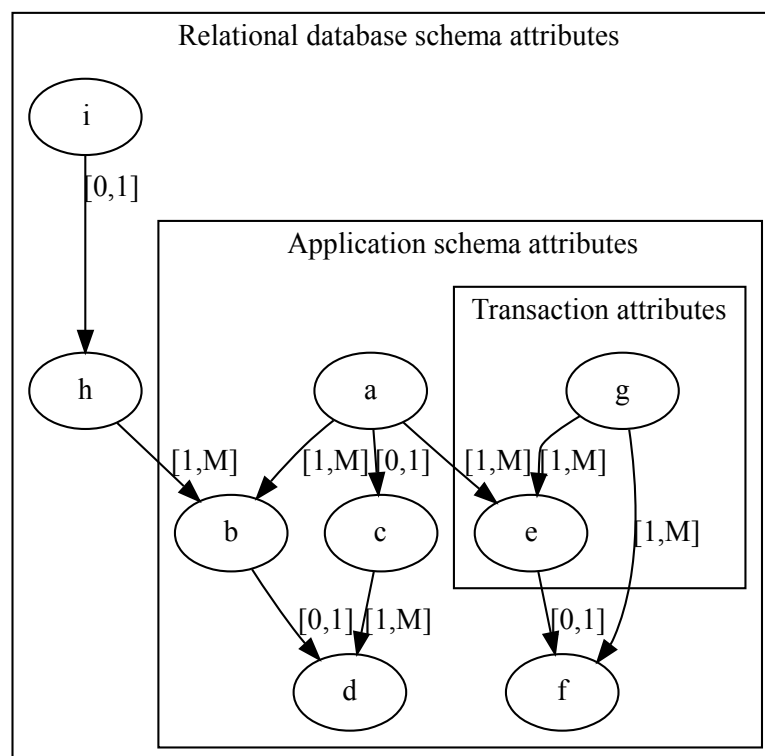 Relational database schema attributes
i
[0,1]
Application schema attributes
Transaction attributes
h
a
g
[1,M]
[1,M]
[0,1]
[1,M]
[1,M]
b
c
e
[1,M]
[0,1]
[1,M]
[0,1]
d
f